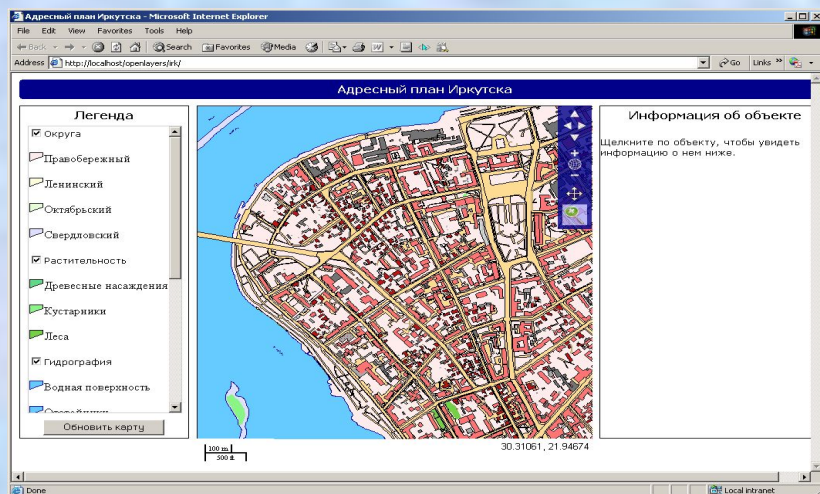 Адресный план Иркутска - Microsoft Internet Explorer
File Edit View Favorites Tools Help
Back Search Favorites Media
Address http://localhost/openlayers/irk/ Go Links »
Адресный план Иркутска
Легенда
Округа
Правобережный
Ленинский
Октябрьский
Свердловский
Растительность
Древесные насаждения
Кустарники
Леса
Гидрография
Водная поверхность
Обновить карту
100 m
500 ft
30.31061, 21.94674
Информация об объекте
Щелкните по объекту, чтобы увидеть
информацию о нем ниже.
Done Local intranet